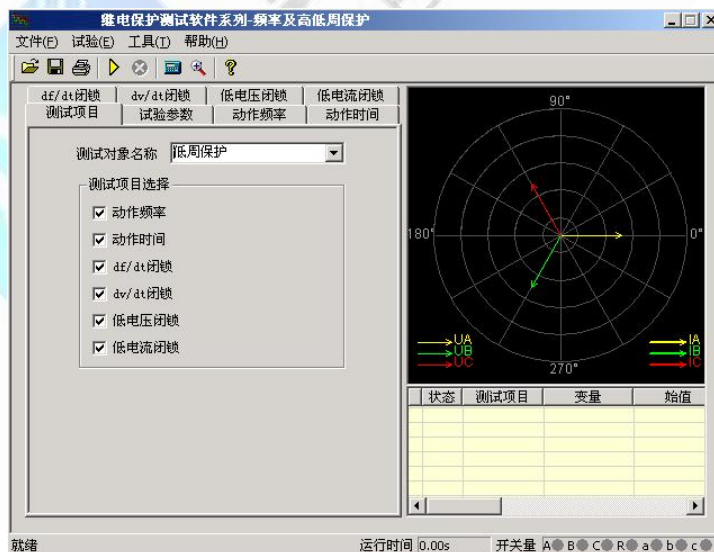 继电保护测试软件系列-频率及高低周保护
文件(F) 试验(E) 工具(T) 帮助(H)
df/dt闭锁 dv/dt闭锁 低电压闭锁 低电流闭锁
测试项目 试验参数 动作频率 动作时间
测试对象名称 低周保护
测试项目选择
动作频率
动作时间
df/dt闭锁
dv/dt闭锁
低电压闭锁
低电流闭锁
90°
180° 0°
270°
UA IA
UB IB
UC IC
状态 测试项目 变量 始值
就绪 运行时间 0.00s 开关量 A B C R a b c